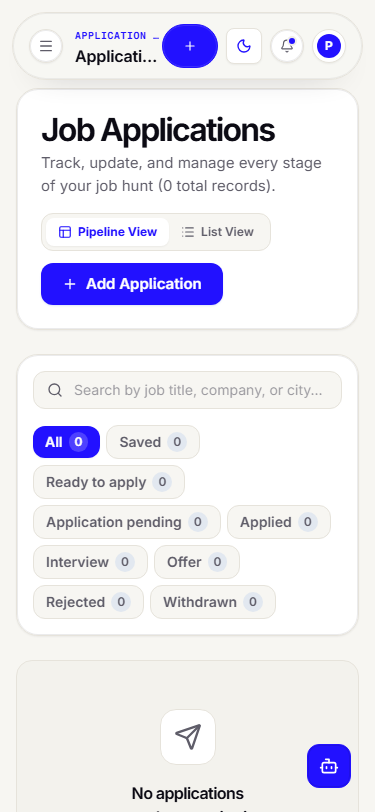 APPLICATION …
Applicati...
P
Job Applications
Track, update, and manage every stage
of your job hunt (0 total records).
Pipeline View
List View
Add Application
Search by job title, company, or city...
All 0
Saved 0
Ready to apply 0
Application pending 0
Applied 0
Interview 0
Offer 0
Rejected 0
Withdrawn 0
No applications